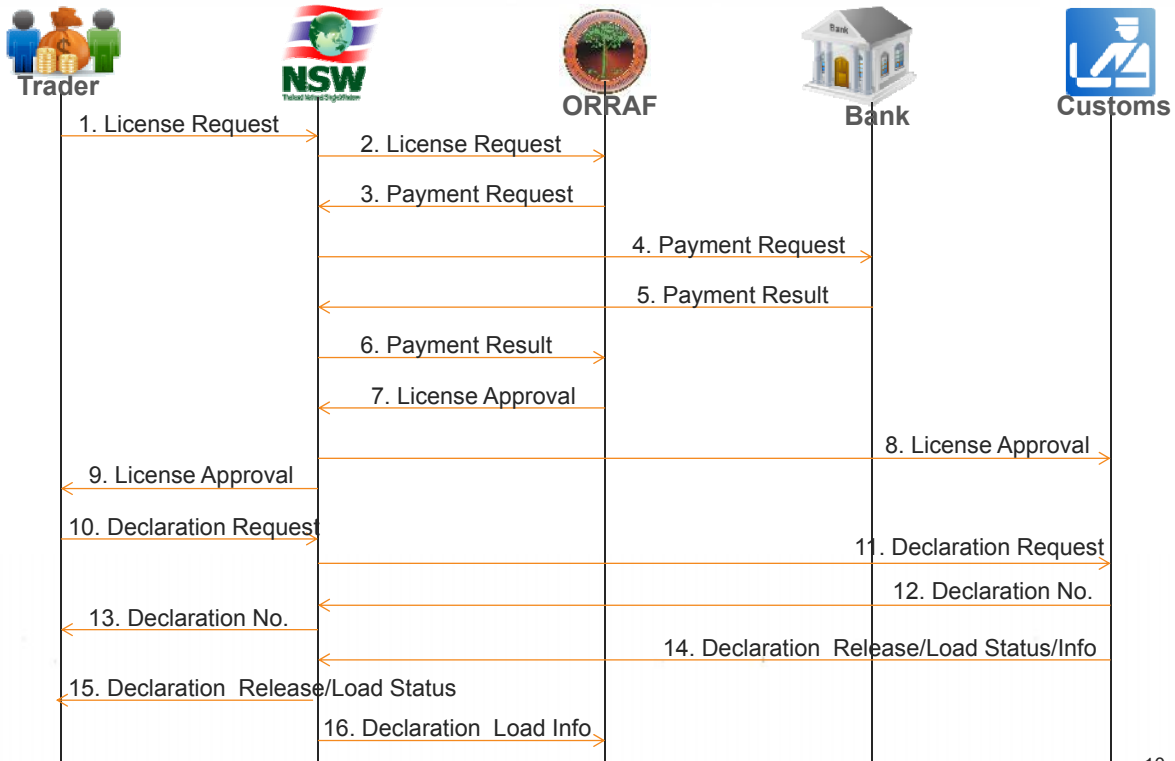 Bank
NSW
Trader
ORRAF
Bank
Customs
1. License Request
2. License Request
3. Payment Request
4. Payment Request
5. Payment Result
6. Payment Result
7. License Approval
8. License Approval
9. License Approval
10. Declaration Request
11. Declaration Request
12. Declaration No.
13. Declaration No.
14. Declaration Release/Load Status/Info
15. Declaration Release/Load Status
16. Declaration Load Info